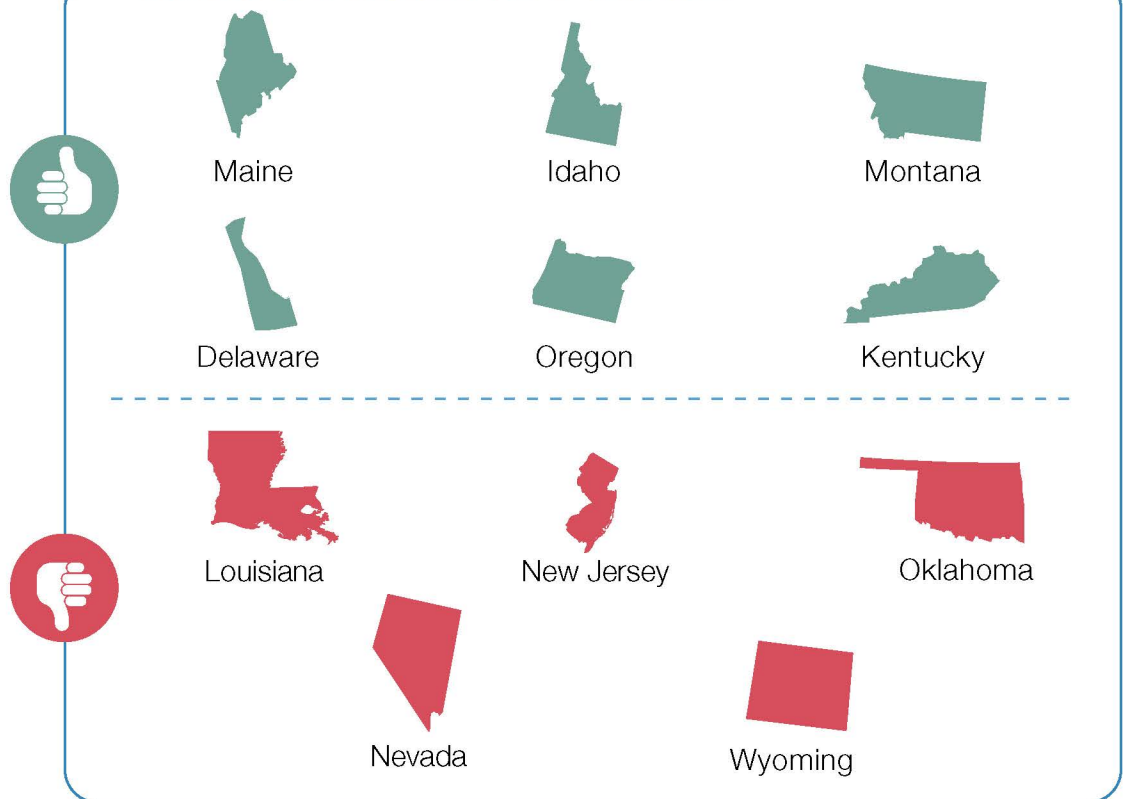 Maine
Idaho
Montana
Delaware
Oregon
Kentucky
Louisiana
New Jersey
Oklahoma
Nevada
Wyoming